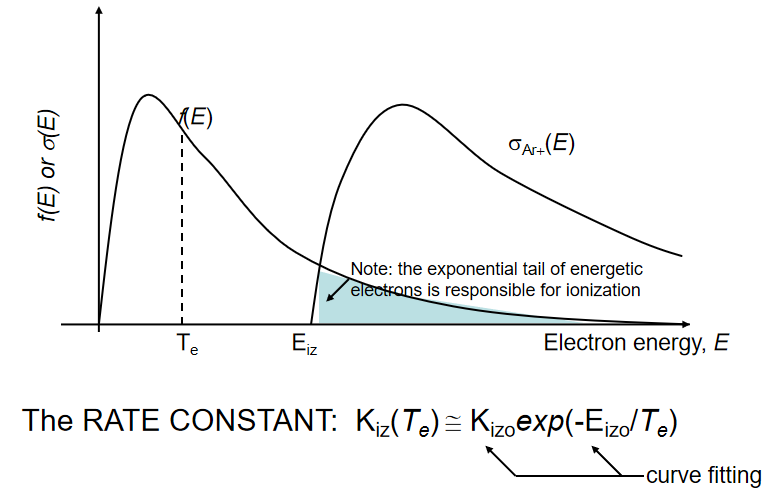 f(E) or σ(E)
f(E)
σAr+(E)
Note: the exponential tail of energetic
electrons is responsible for ionization
Te
Eiz
Electron energy, E
The RATE CONSTANT: Kiz(Te) ≅ Kizoexp(-Eizo/Te)
curve fitting